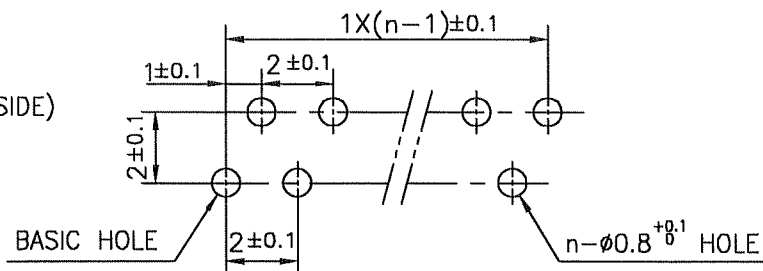 1X(n-1)±0.1
1±0.1
2±0.1
SIDE)
2±0.1
BASIC HOLE
2±0.1
n-ø0.8 +0.1 0 HOLE